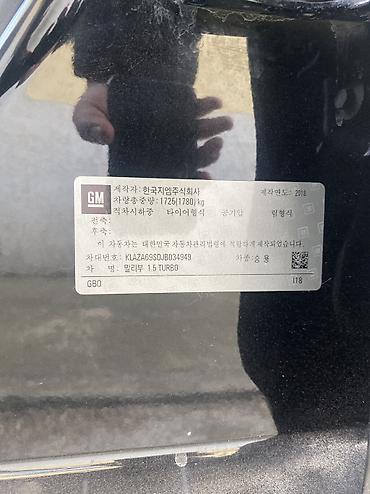 GM
제작자: 한국지엠주식회사 제작연도: 2018
차량총중량: 1725(1780) kg
적차시하중 타이어형식 공기압 림형식
전축:
후축:
이 자동차는 대한민국 자동차관리법령에 적합하게 제작되었습니다.
차대번호: KLAZA69SDJB034949 차종: 승용
차 명: 말리부 1.5 TURBO
GB0 I18